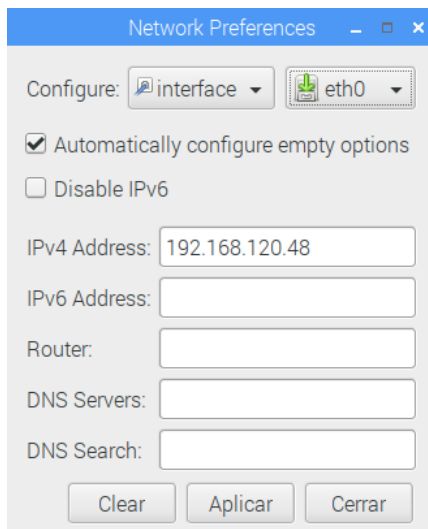 Network Preferences
Configure: interface eth0
Automatically configure empty options
Disable IPv6
IPv4 Address: 192.168.120.48
IPv6 Address:
Router:
DNS Servers:
DNS Search:
Clear Aplicar Cerrar